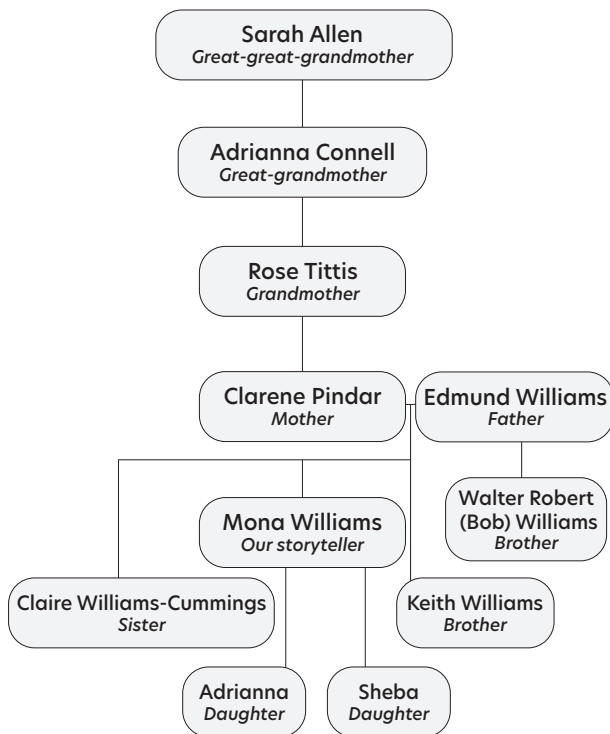 Sarah Allen
Great-great-grandmother
Adrianna Connell
Great-grandmother
Rose Tittis
Grandmother
Clarene Pindar
Mother
Edmund Williams
Father
Walter Robert
(Bob) Williams
Brother
Mona Williams
Our storyteller
Claire Williams-Cummings
Sister
Keith Williams
Brother
Adrianna
Daughter
Sheba
Daughter